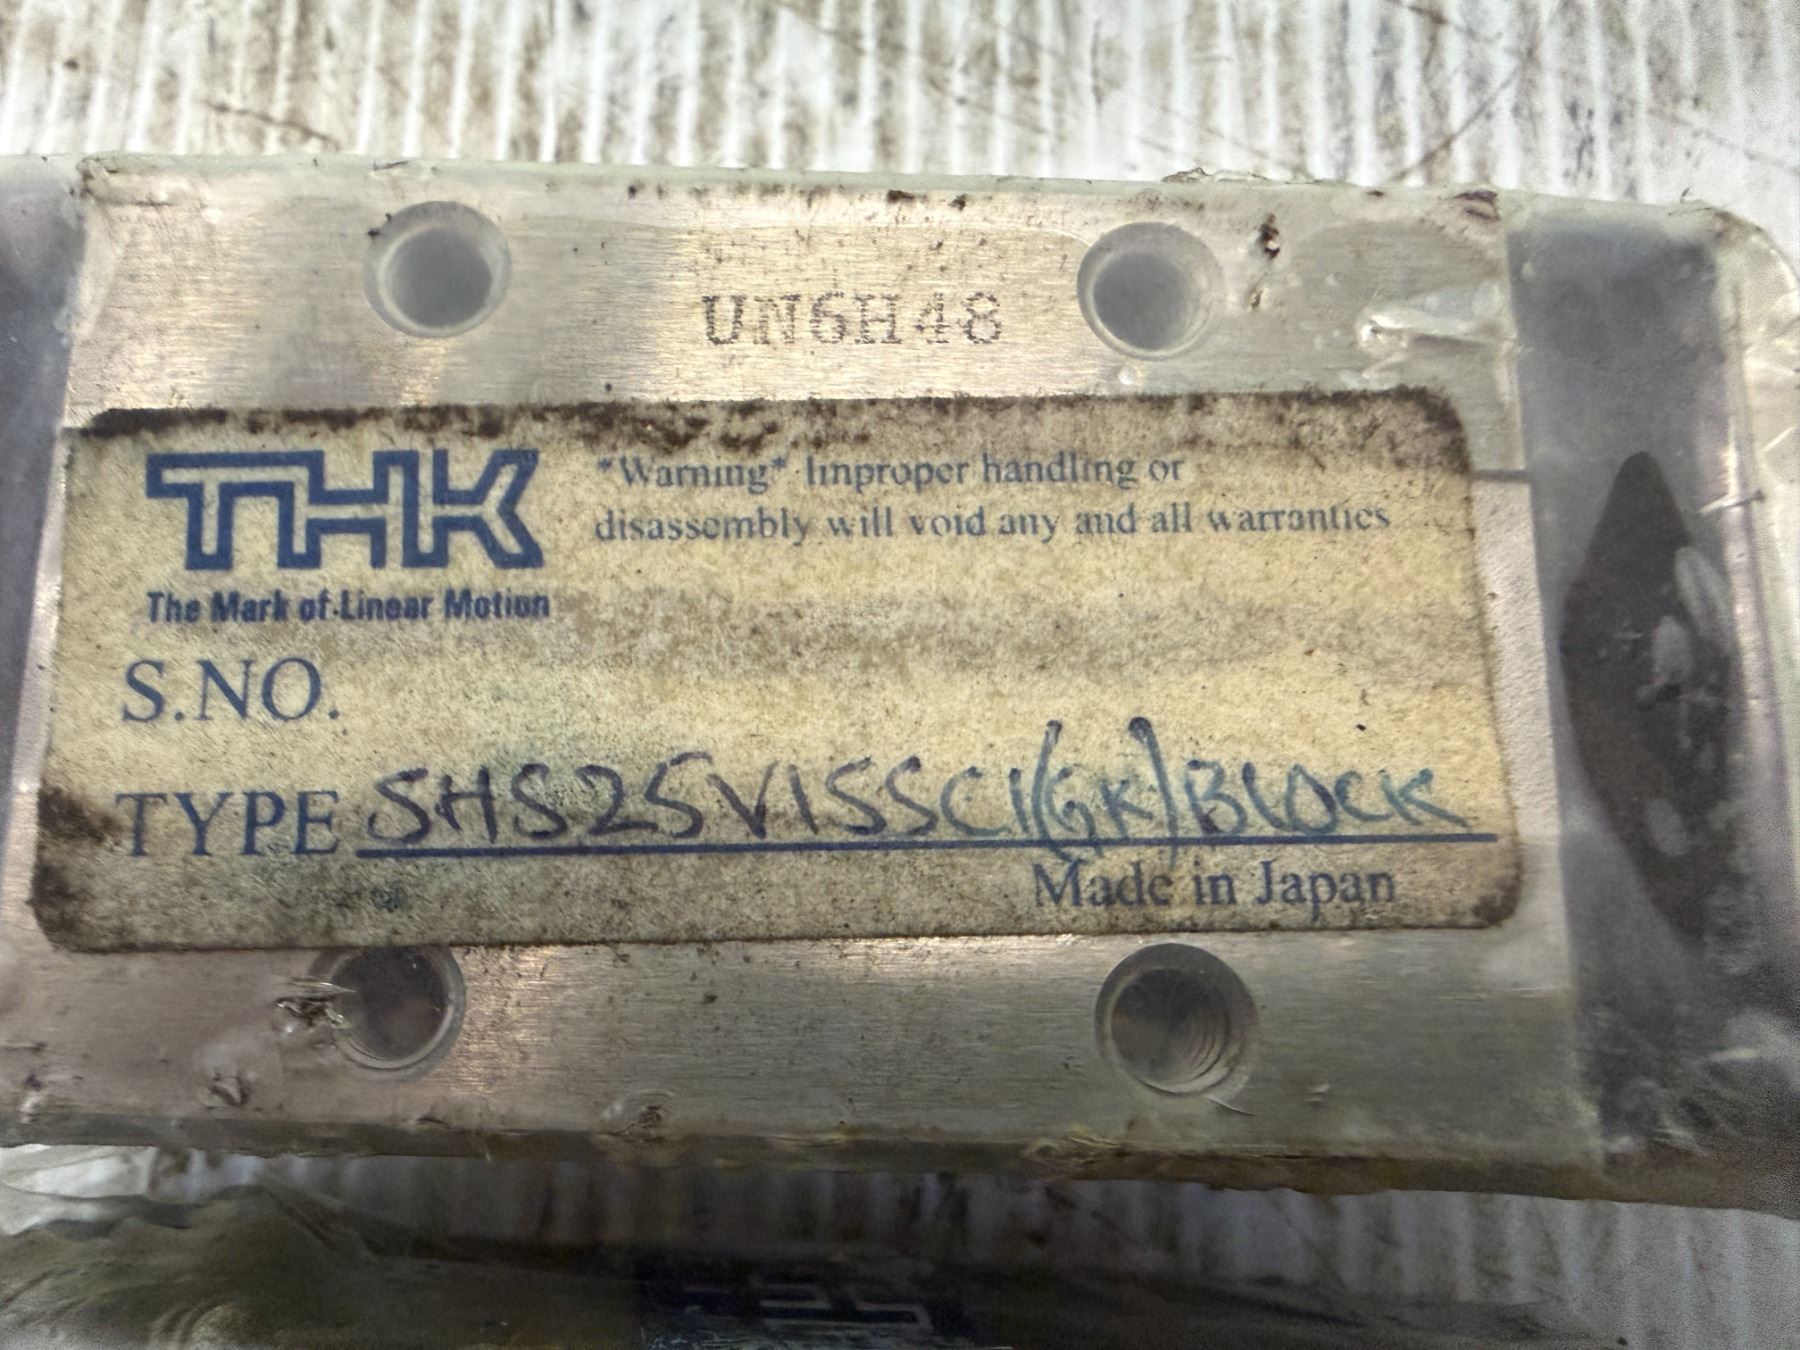 UN6H48
THK
"Warning" Improper handling or
disassembly will void any and all warranties
The Mark of Linear Motion
S.NO.
TYPE SHS25V1SSC1(GK)BLOCK
Made in Japan